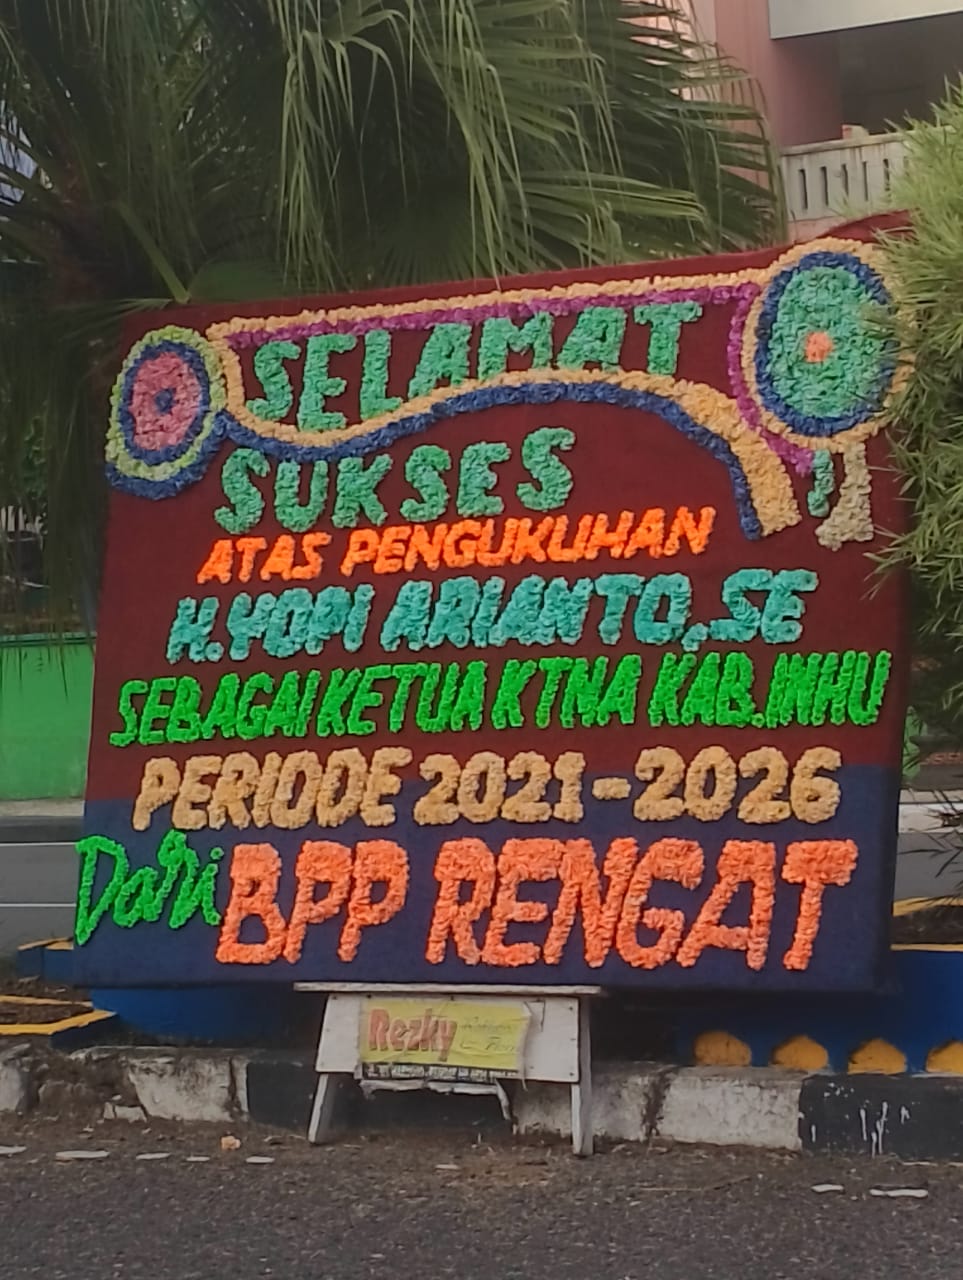 SELAMAT
SUKSES
ATAS PENGUKUHAN
H. YOPI ARIANTO, SE
SEBAGAI KETUA KTNA KAB. INHU
PERIODE 2021-2026
Dari BPP RENGAT
Rezky